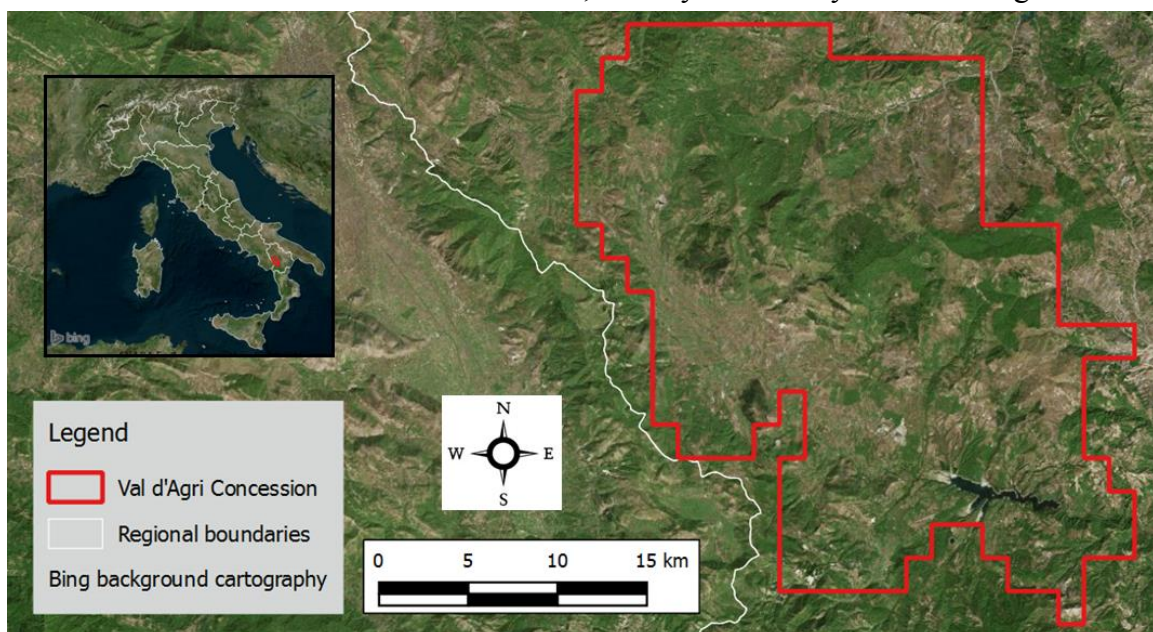 bing
Legend
Val d'Agri Concession
Regional boundaries
Bing background cartography
N
W E
S
0 5 10 15 km